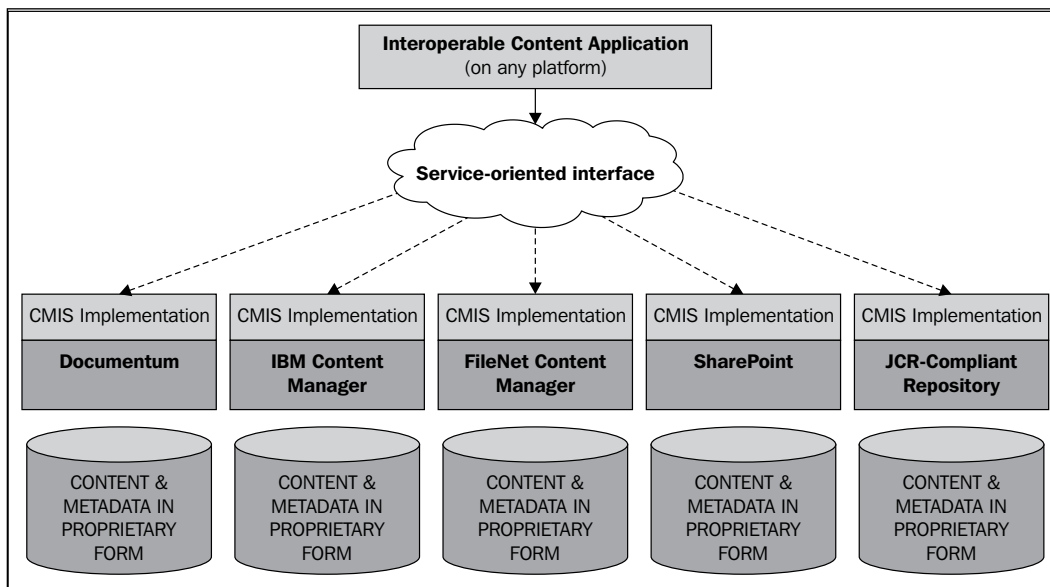 Interoperable Content Application
(on any platform)
Service-oriented interface
CMIS Implementation
CMIS Implementation
CMIS Implementation
CMIS Implementation
CMIS Implementation
Documentum
IBM Content
Manager
FileNet Content
Manager
SharePoint
JCR-Compliant
Repository
CONTENT &
METADATA IN
PROPRIETARY
FORM
CONTENT &
METADATA IN
PROPRIETARY
FORM
CONTENT &
METADATA IN
PROPRIETARY
FORM
CONTENT &
METADATA IN
PROPRIETARY
FORM
CONTENT &
METADATA IN
PROPRIETARY
FORM